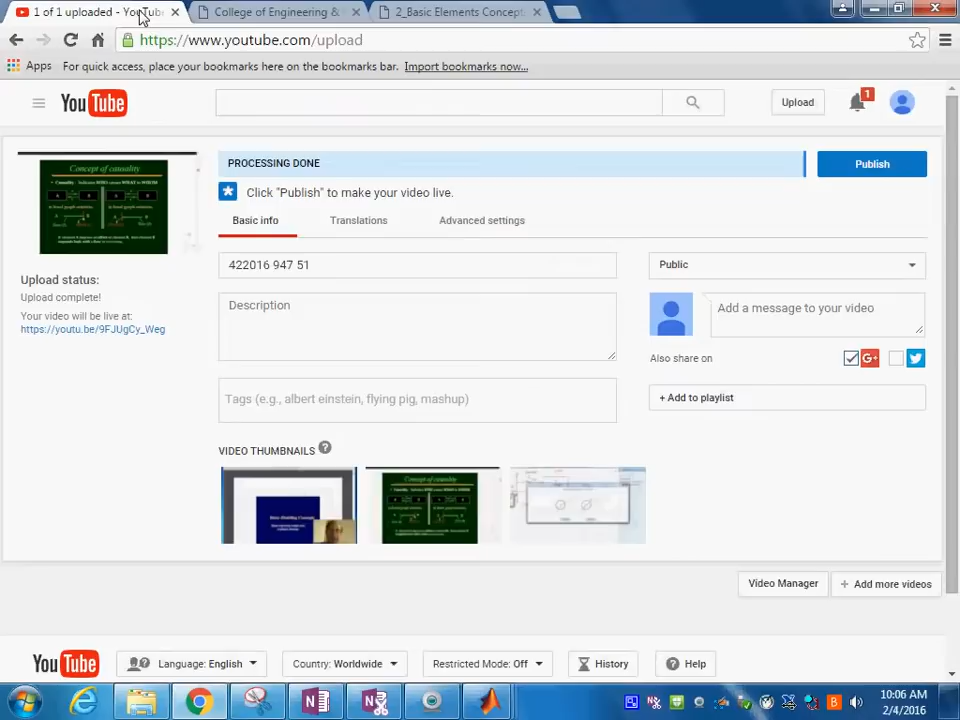 1 of 1 uploaded - YouTube
College of Engineering &
2_Basic Elements Concept
https://www.youtube.com/upload
Apps For quick access, place your bookmarks here on the bookmarks bar. Import bookmarks now...
YouTube
Upload
1
Concept of causality
PROCESSING DONE
Publish
Click "Publish" to make your video live.
Basic info Translations Advanced settings
422016 947 51
Public
Upload status:
Upload complete!
Your video will be live at:
https://youtu.be/9FJUgCy_Weg
Description
Add a message to your video
Also share on
G+
Tags (e.g., albert einstein, flying pig, mashup)
+ Add to playlist
VIDEO THUMBNAILS ?
Concept of causality
Video Manager
+ Add more videos
YouTube
Language: English
Country: Worldwide
Restricted Mode: Off
History
Help
10:06 AM
2/4/2016